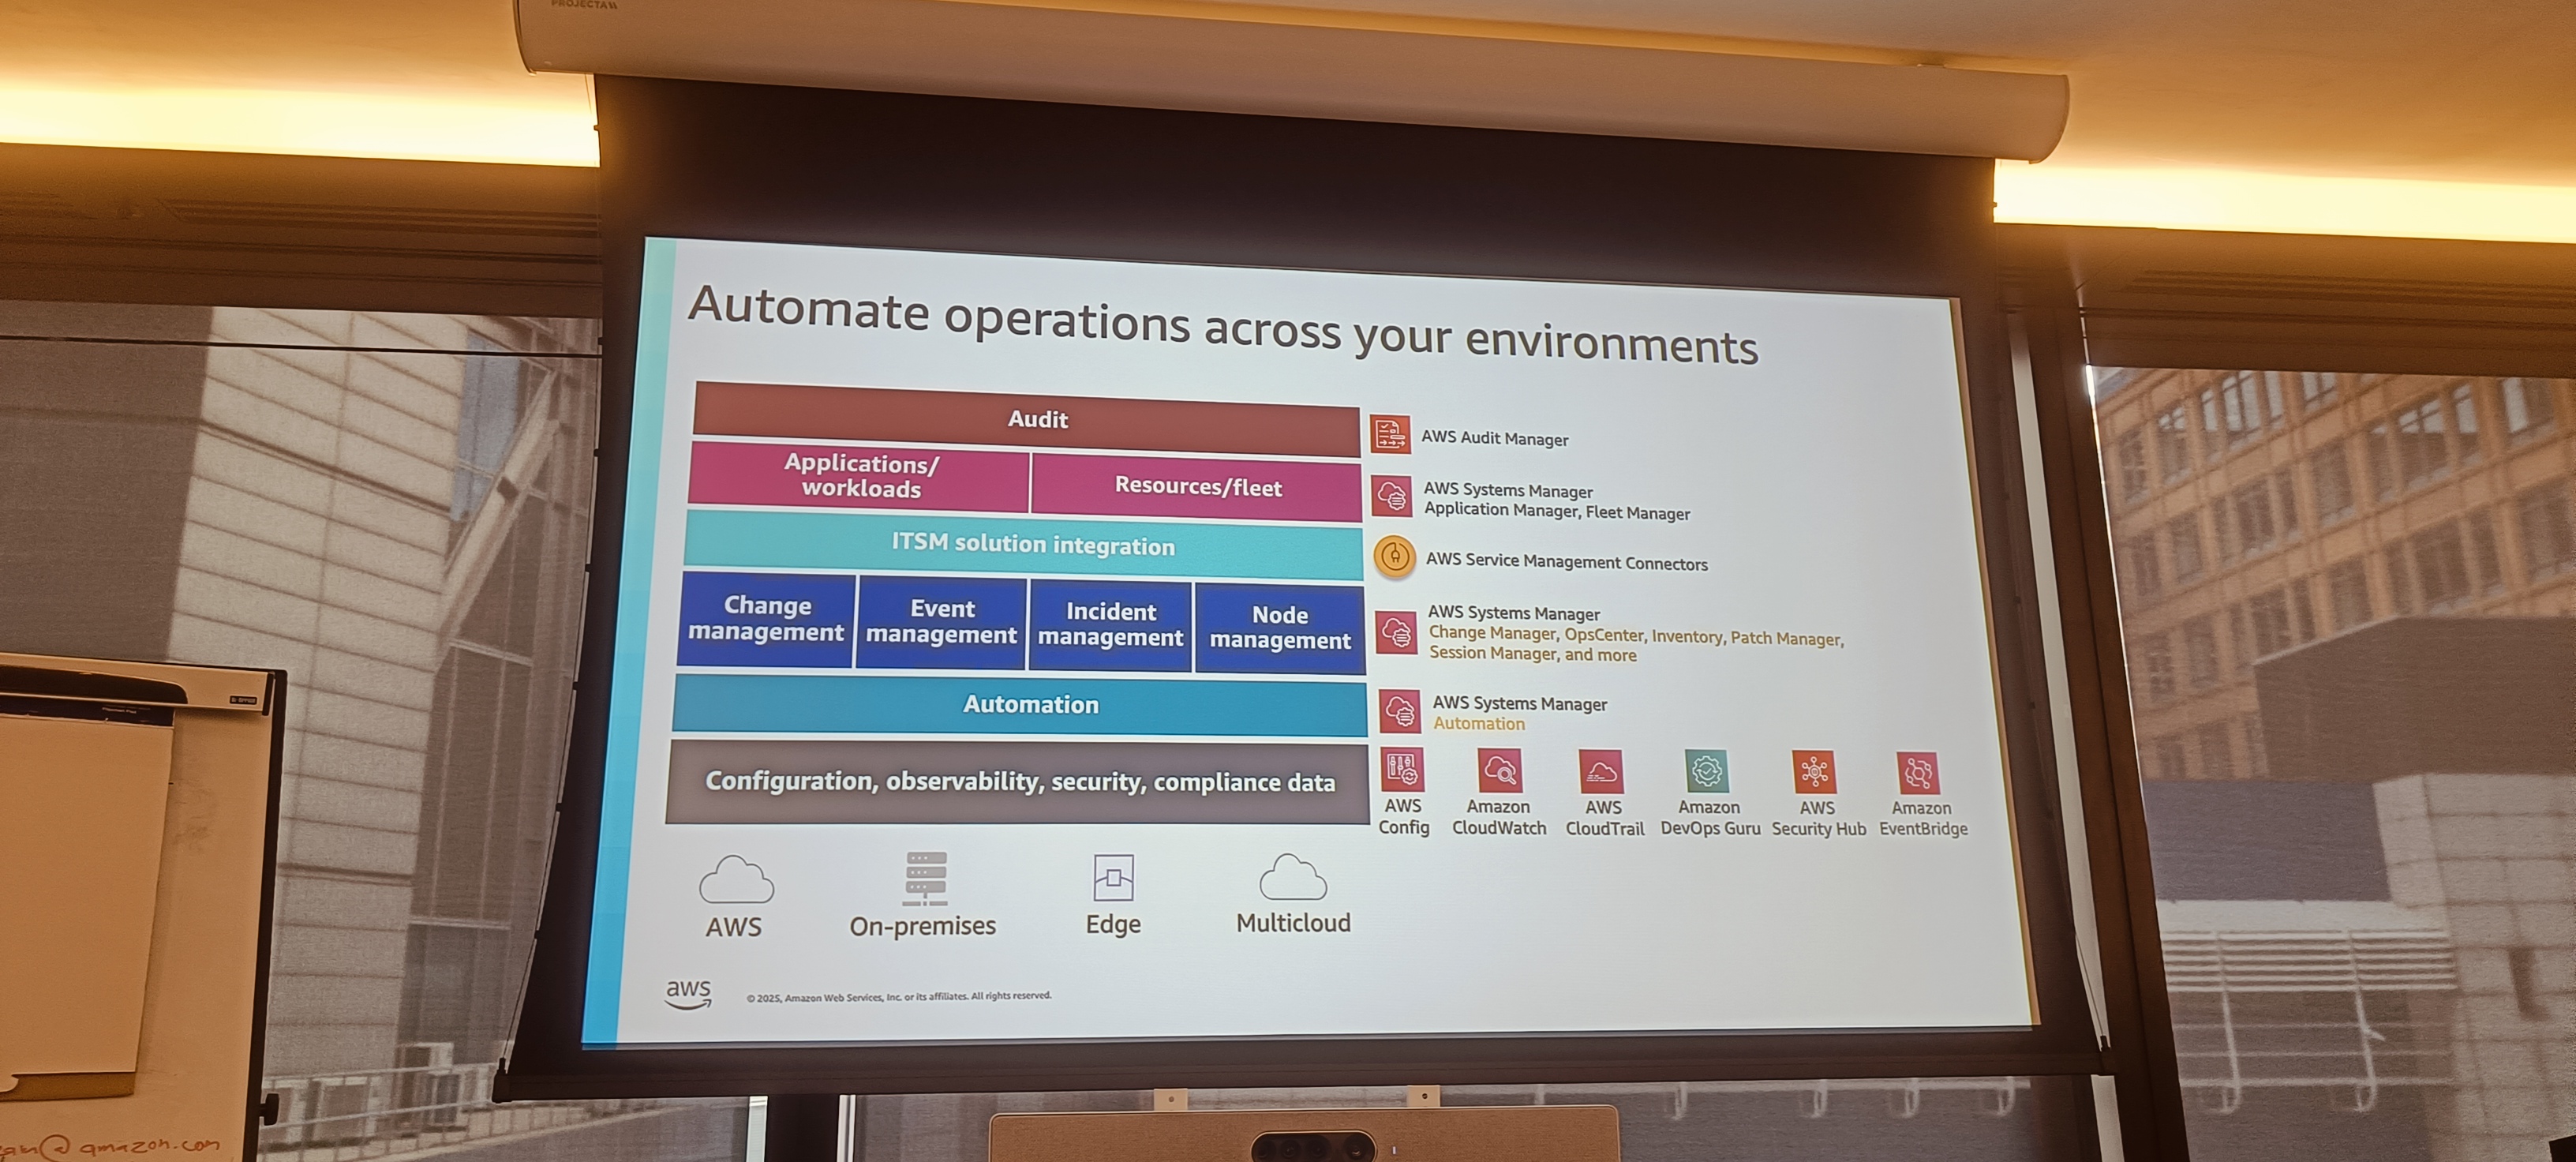 PROJECTA
Automate operations across your environments
Audit
AWS Audit Manager
Applications/
workloads
Resources/fleet
AWS Systems Manager
Application Manager, Fleet Manager
ITSM solution integration
AWS Service Management Connectors
Change
management
Event
management
Incident
management
Node
management
AWS Systems Manager
Change Manager, OpsCenter, Inventory, Patch Manager,
Session Manager, and more
Automation
AWS Systems Manager
Automation
Configuration, observability, security, compliance data
AWS
Config
Amazon
CloudWatch
AWS
CloudTrail
Amazon
DevOps Guru
AWS
Security Hub
Amazon
EventBridge
AWS
On-premises
Edge
Multicloud
aws
© 2025, Amazon Web Services, Inc. or its affiliates. All rights reserved.
@amazon.com